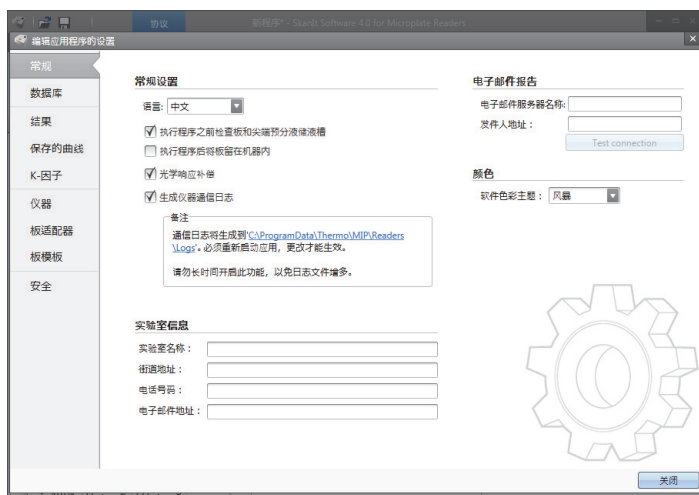 协议
新程序* - SkanIt Software 4.0 for Microplate Readers
编辑应用程序的设置
常规
数据库
结果
保存的曲线
K-因子
仪器
板适配器
板模板
安全
常规设置
语言: 中文
执行程序之前检查板和尖端预分液储液槽
执行程序后将板留在机器内
光学响应补偿
生成仪器通信日志
备注
通信日志将生成到'C:\ProgramData\Thermo\MIP\Readers
\Logs'。必须重新启动应用，更改才能生效。
请勿长时间开启此功能，以免日志文件增多。
实验室信息
实验室名称：
街道地址：
电话号码：
电子邮件地址：
电子邮件报告
电子邮件服务器名称:
发件人地址：
Test connection
颜色
软件色彩主题： 风暴
关闭